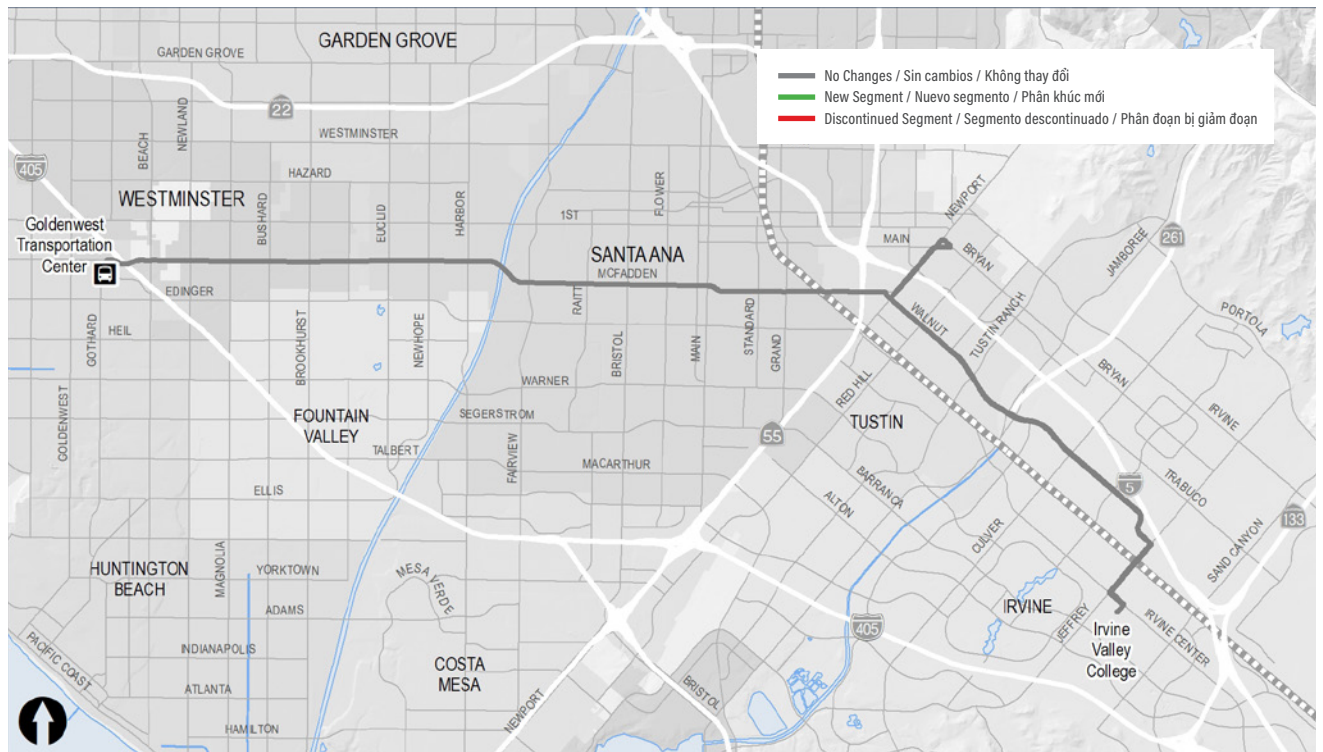 GARDEN GROVE
GARDEN GROVE
No Changes / Sin cambios / Không thay đổi
New Segment / Nuevo segmento / Phân khúc mới
Discontinued Segment / Segmento descontinuado / Phân đoạn bị giảm đoạn
22
BEACH
NEWLAND
WESTMINSTER
405
HAZARD
WESTMINSTER
BUSHARD
EUCLID
HARBOR
1ST
FLOWER
NEWPORT
Goldenwest
Transportation
Center
MAIN
BRYAN
JAMBOREE
261
SANTA ANA
MCFADDEN
EDINGER
RAITT
WALNUT
TUSTIN RANCH
PORTOLA
GOTHARD
HEIL
BROOKHURST
NEWHOPE
BRISTOL
MAIN
STANDARD
GRAND
WARNER
RED HILL
BRYAN
IRVINE
GOLDENWEST
FOUNTAIN
VALLEY
SEGERSTROM
TUSTIN
55
TALBERT
FAIRVIEW
MACARTHUR
BARRANCA
ALTON
TRABUCO
5
ELLIS
CULVER
SAND CANYON
133
HUNTINGTON
BEACH
MAGNOLIA
YORKTOWN
MESA VERDE
ADAMS
IRVINE
JEFFREY
Irvine
Valley
College
IRVINE CENTER
405
PACIFIC COAST
INDIANAPOLIS
COSTA
MESA
ATLANTA
NEWPORT
BRISTOL
HAMILTON